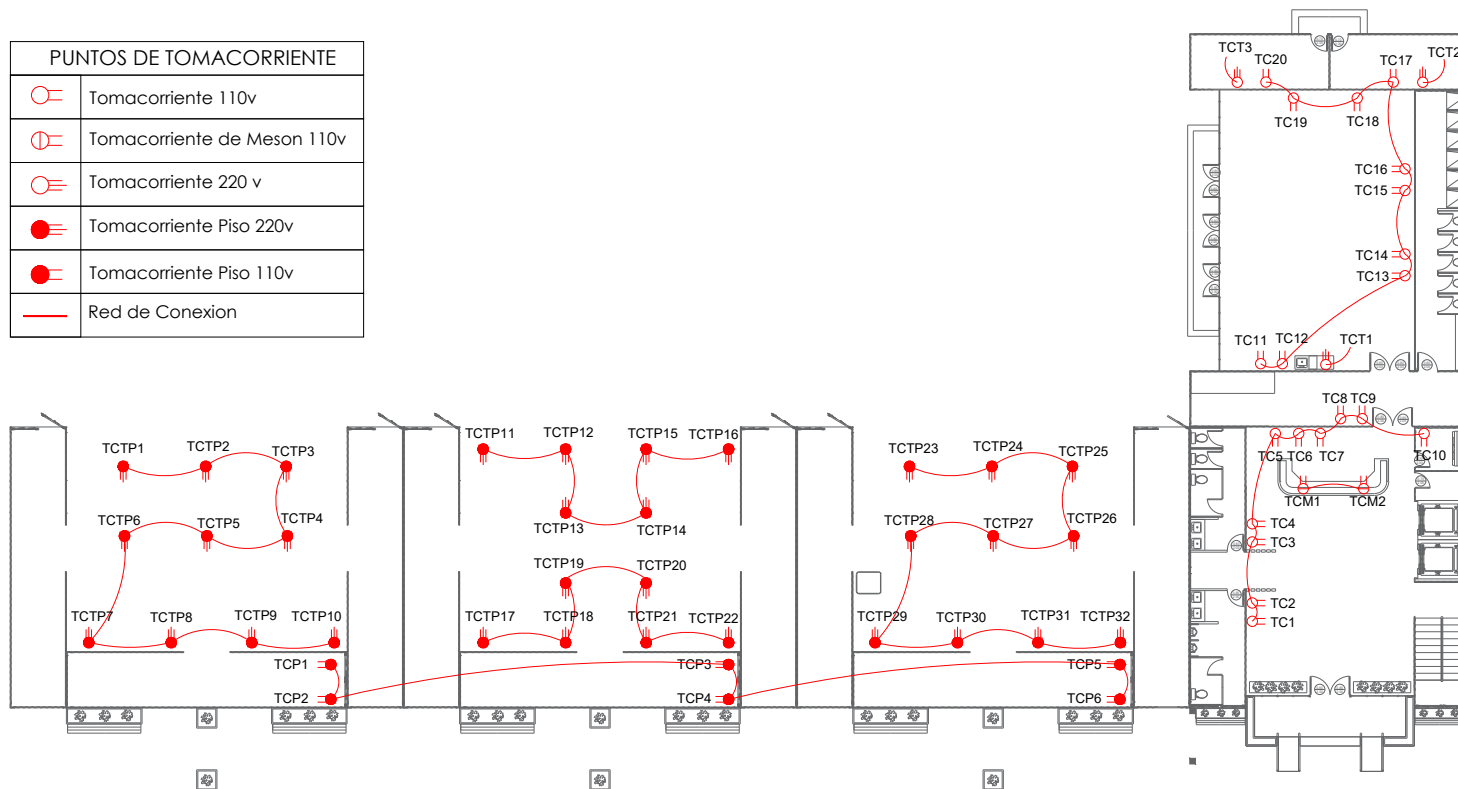 PUNTOS DE TOMACORRIENTE
Tomacorriente 110v
Tomacorriente de Meson 110v
Tomacorriente 220 v
Tomacorriente Piso 220v
Tomacorriente Piso 110v
Red de Conexion
TCT3
TC20
TC17
TCT2
TC19
TC18
TC16
TC15
TC14
TC13
TC11
TC12
TCT1
TC8
TC9
TC5
TC6
TC7
TC10
TCM1
TCM2
TC4
TC3
TC2
TC1
TCTP1
TCTP2
TCTP3
TCTP6
TCTP5
TCTP4
TCTP7
TCTP8
TCTP9
TCTP10
TCP1
TCP2
TCTP11
TCTP12
TCTP15
TCTP16
TCTP13
TCTP14
TCTP19
TCTP20
TCTP17
TCTP18
TCTP21
TCTP22
TCP3
TCP4
TCTP23
TCTP24
TCTP25
TCTP28
TCTP27
TCTP26
TCTP29
TCTP30
TCTP31
TCTP32
TCP5
TCP6